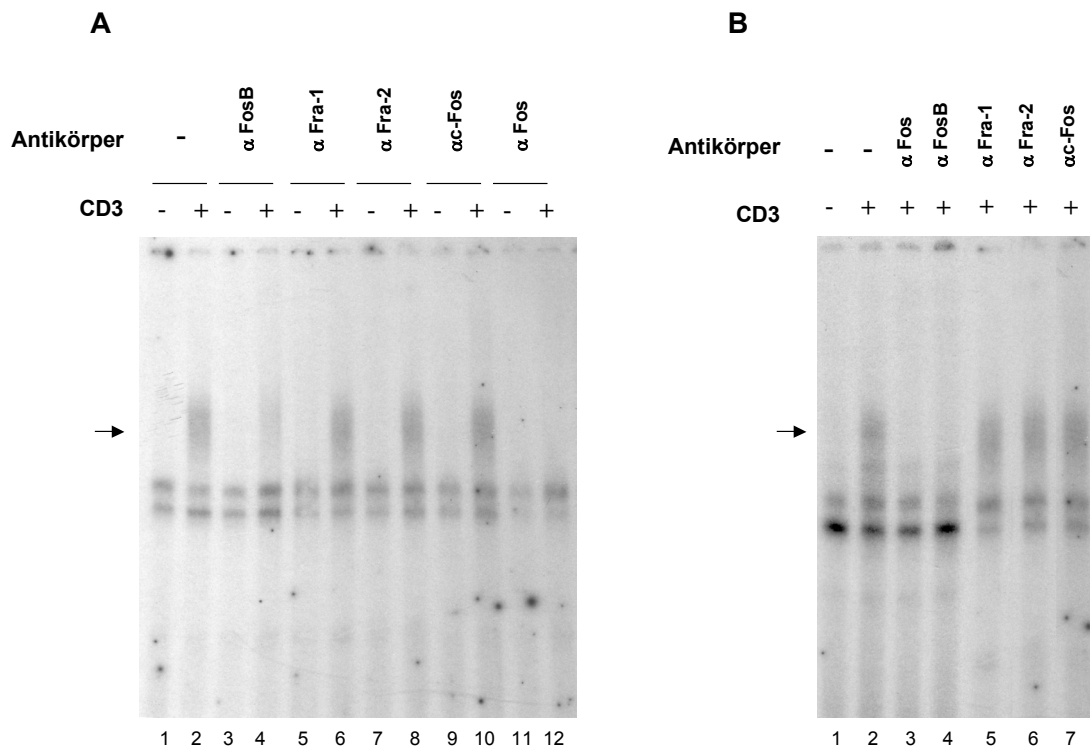 A
Antikörper - α FosB α Fra-1 α Fra-2 αc-Fos α Fos
CD3 - + - + - + - + - + - +
1 2 3 4 5 6 7 8 9 10 11 12
B
Antikörper - - α Fos α FosB α Fra-1 α Fra-2 αc-Fos
CD3 - + + + + + +
1 2 3 4 5 6 7